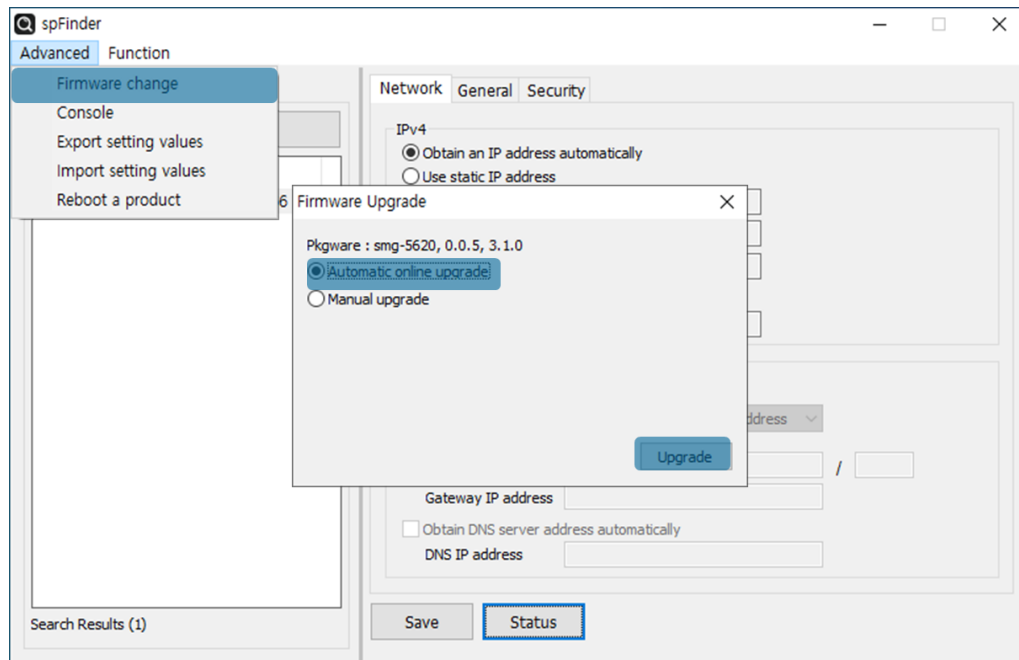 spFinder
Advanced Function
Firmware change
Console
Export setting values
Import setting values
Reboot a product
Search Results (1)
Network General Security
IPv4
Obtain an IP address automatically
Use static IP address
6
Firmware Upgrade
Pkgware : smg-5620, 0.0.5, 3.1.0
Automatic online upgrade
Manual upgrade
Upgrade
ddress
/
Gateway IP address
Obtain DNS server address automatically
DNS IP address
Save Status